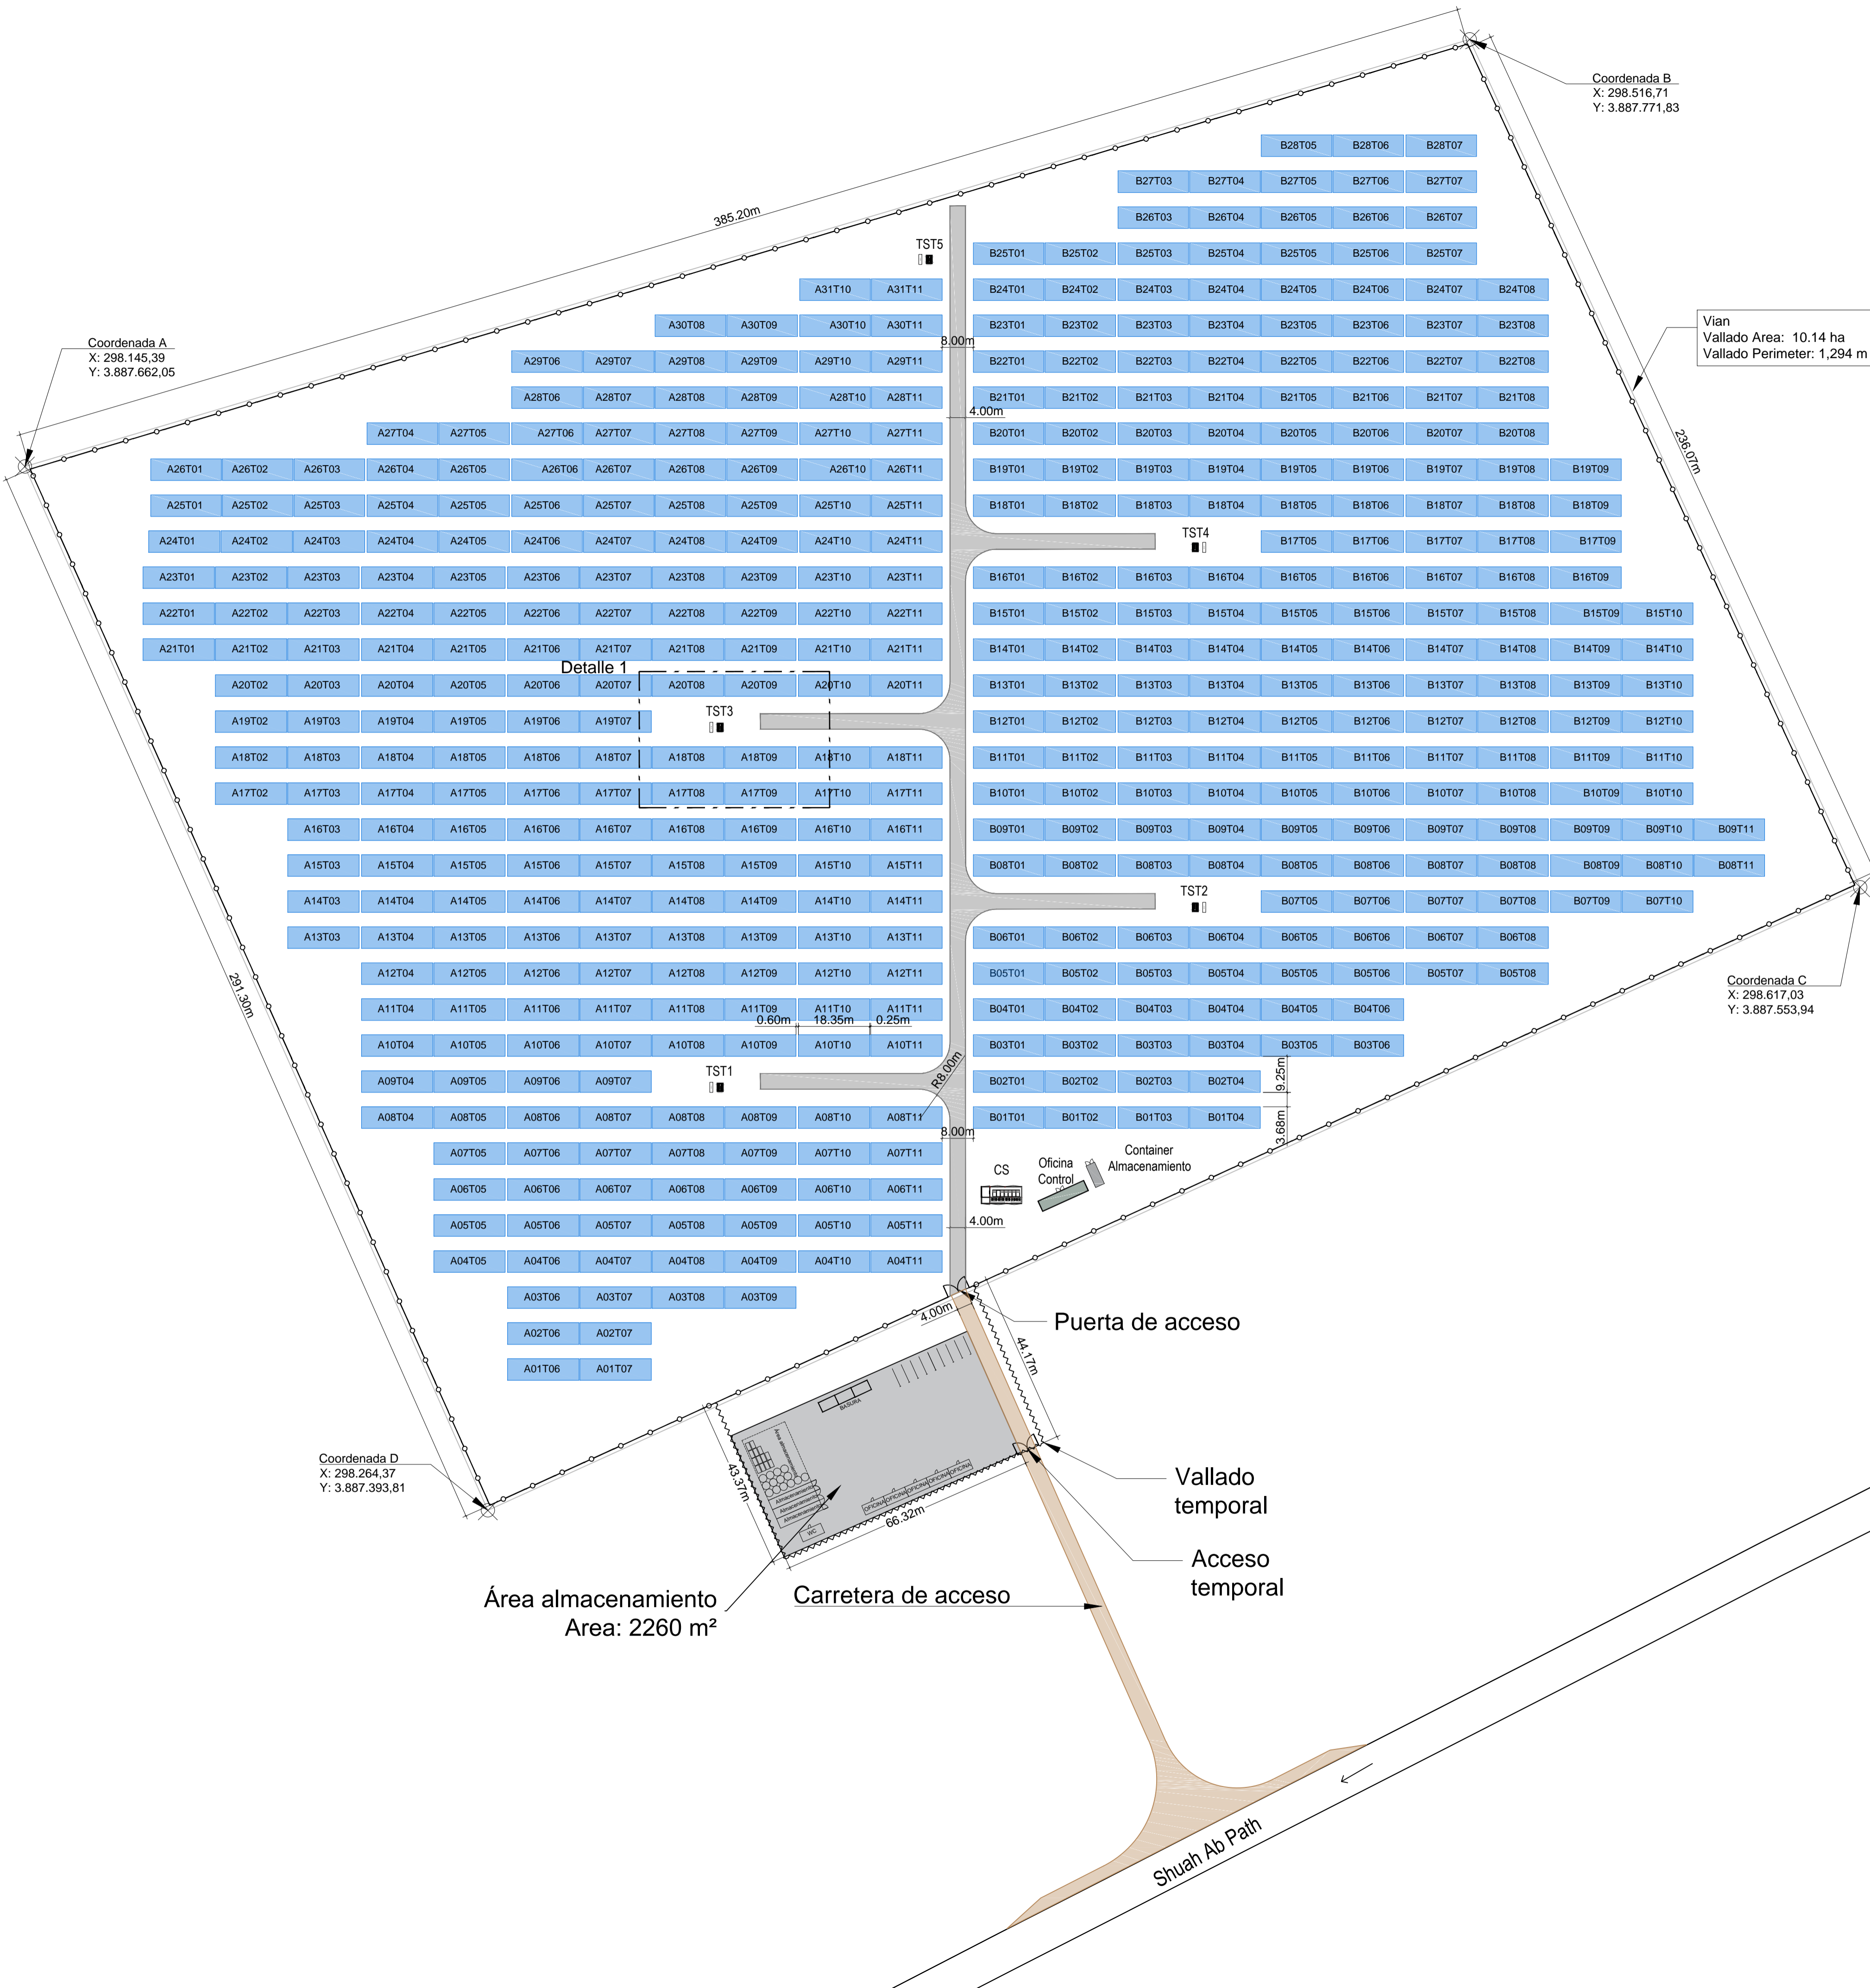 Coordenada B
X: 298.516,71
Y: 3.887.771,83
385.20m
B28T05 B28T06 B28T07
B27T03 B27T04 B27T05 B27T06 B27T07
B26T03 B26T04 B26T05 B26T06 B26T07
TST5
B25T01 B25T02 B25T03 B25T04 B25T05 B25T06 B25T07
A31T10 A31T11 B24T01 B24T02 B24T03 B24T04 B24T05 B24T06 B24T07 B24T08
A30T08 A30T09 A30T10 A30T11 B23T01 B23T02 B23T03 B23T04 B23T05 B23T06 B23T07 B23T08
Vian
Vallado Area: 10.14 ha
Vallado Perimeter: 1,294 m
8.00m
Coordenada A
X: 298.145,39
Y: 3.887.662,05
A29T06 A29T07 A29T08 A29T09 A29T10 A29T11 B22T01 B22T02 B22T03 B22T04 B22T05 B22T06 B22T07 B22T08
A28T06 A28T07 A28T08 A28T09 A28T10 A28T11 B21T01 B21T02 B21T03 B21T04 B21T05 B21T06 B21T07 B21T08
4.00m
A27T04 A27T05 A27T06 A27T07 A27T08 A27T09 A27T10 A27T11 B20T01 B20T02 B20T03 B20T04 B20T05 B20T06 B20T07 B20T08
236.07m
A26T01 A26T02 A26T03 A26T04 A26T05 A26T06 A26T07 A26T08 A26T09 A26T10 A26T11 B19T01 B19T02 B19T03 B19T04 B19T05 B19T06 B19T07 B19T08 B19T09
A25T01 A25T02 A25T03 A25T04 A25T05 A25T06 A25T07 A25T08 A25T09 A25T10 A25T11 B18T01 B18T02 B18T03 B18T04 B18T05 B18T06 B18T07 B18T08 B18T09
TST4
A24T01 A24T02 A24T03 A24T04 A24T05 A24T06 A24T07 A24T08 A24T09 A24T10 A24T11 B17T05 B17T06 B17T07 B17T08 B17T09
A23T01 A23T02 A23T03 A23T04 A23T05 A23T06 A23T07 A23T08 A23T09 A23T10 A23T11 B16T01 B16T02 B16T03 B16T04 B16T05 B16T06 B16T07 B16T08 B16T09
A22T01 A22T02 A22T03 A22T04 A22T05 A22T06 A22T07 A22T08 A22T09 A22T10 A22T11 B15T01 B15T02 B15T03 B15T04 B15T05 B15T06 B15T07 B15T08 B15T09 B15T10
A21T01 A21T02 A21T03 A21T04 A21T05 A21T06 A21T07 A21T08 A21T09 A21T10 A21T11 B14T01 B14T02 B14T03 B14T04 B14T05 B14T06 B14T07 B14T08 B14T09 B14T10
Detalle 1
A20T02 A20T03 A20T04 A20T05 A20T06 A20T07 A20T08 A20T09 A20T10 A20T11 B13T01 B13T02 B13T03 B13T04 B13T05 B13T06 B13T07 B13T08 B13T09 B13T10
TST3
A19T02 A19T03 A19T04 A19T05 A19T06 A19T07 B12T01 B12T02 B12T03 B12T04 B12T05 B12T06 B12T07 B12T08 B12T09 B12T10
A18T02 A18T03 A18T04 A18T05 A18T06 A18T07 A18T08 A18T09 A18T10 A18T11 B11T01 B11T02 B11T03 B11T04 B11T05 B11T06 B11T07 B11T08 B11T09 B11T10
A17T02 A17T03 A17T04 A17T05 A17T06 A17T07 A17T08 A17T09 A17T10 A17T11 B10T01 B10T02 B10T03 B10T04 B10T05 B10T06 B10T07 B10T08 B10T09 B10T10
A16T03 A16T04 A16T05 A16T06 A16T07 A16T08 A16T09 A16T10 A16T11 B09T01 B09T02 B09T03 B09T04 B09T05 B09T06 B09T07 B09T08 B09T09 B09T10 B09T11
A15T03 A15T04 A15T05 A15T06 A15T07 A15T08 A15T09 A15T10 A15T11 B08T01 B08T02 B08T03 B08T04 B08T05 B08T06 B08T07 B08T08 B08T09 B08T10 B08T11
TST2
A14T03 A14T04 A14T05 A14T06 A14T07 A14T08 A14T09 A14T10 A14T11 B07T05 B07T06 B07T07 B07T08 B07T09 B07T10
A13T03 A13T04 A13T05 A13T06 A13T07 A13T08 A13T09 A13T10 A13T11 B06T01 B06T02 B06T03 B06T04 B06T05 B06T06 B06T07 B06T08
A12T04 A12T05 A12T06 A12T07 A12T08 A12T09 A12T10 A12T11 B05T01 B05T02 B05T03 B05T04 B05T05 B05T06 B05T07 B05T08
Coordenada C
X: 298.617,03
Y: 3.887.553,94
291.30m
A11T04 A11T05 A11T06 A11T07 A11T08 A11T09 A11T10 A11T11 B04T01 B04T02 B04T03 B04T04 B04T05 B04T06
0.60m 18.35m 0.25m
A10T04 A10T05 A10T06 A10T07 A10T08 A10T09 A10T10 A10T11 B03T01 B03T02 B03T03 B03T04 B03T05 B03T06
TST1
R8.00m
9.25m
A09T04 A09T05 A09T06 A09T07 B02T01 B02T02 B02T03 B02T04
A08T04 A08T05 A08T06 A08T07 A08T08 A08T09 A08T10 A08T11 B01T01 B01T02 B01T03 B01T04
3.68m
8.00m
A07T05 A07T06 A07T07 A07T08 A07T09 A07T10 A07T11
CS
Oficina
Control
Container
Almacenamiento
A06T05 A06T06 A06T07 A06T08 A06T09 A06T10 A06T11
A05T05 A05T06 A05T07 A05T08 A05T09 A05T10 A05T11
4.00m
A04T05 A04T06 A04T07 A04T08 A04T09 A04T10 A04T11
A03T06 A03T07 A03T08 A03T09
4.00m
Puerta de acceso
A02T06 A02T07
44.17m
A01T06 A01T07
BASURA
Área almacenamiento
Coordenada D
X: 298.264,37
Y: 3.887.393,81
43.37m
Almacenamiento
Almacenamiento
Almacenamiento
WC
OFICINA OFICINA OFICINA OFICINA OFICINA
66.32m
Vallado
temporal
Acceso
temporal
Área almacenamiento
Area: 2260 m²
Carretera de acceso
Shuah Ab Path